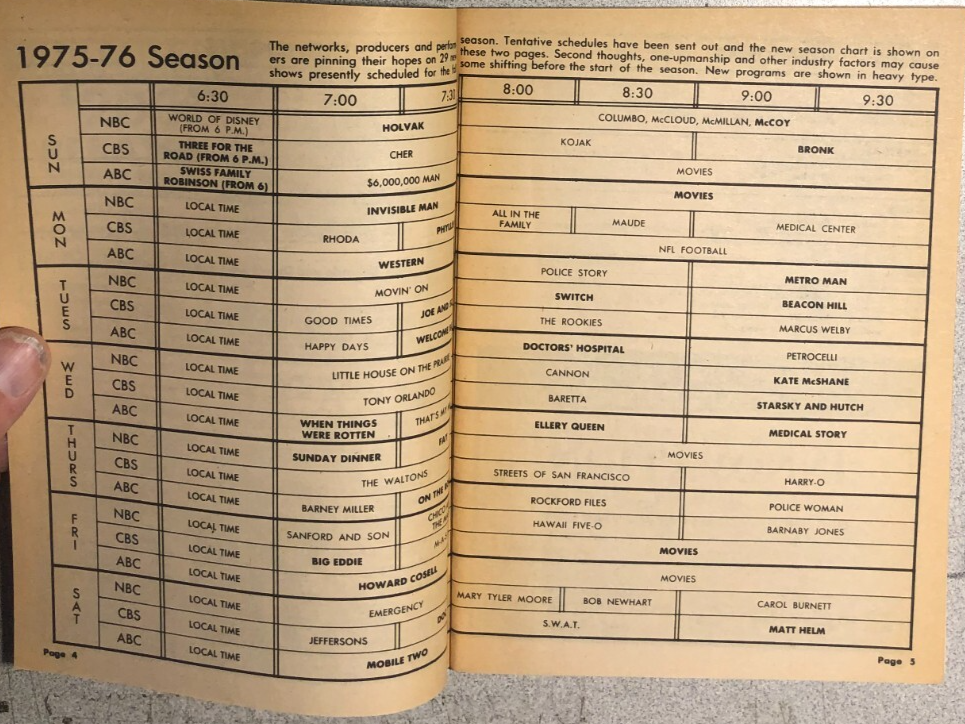 1975-76 Season
The networks, producers and
ers are pinning their hopes on 29
shows presently scheduled for the
season. Tentative schedules have been sent out and the new season chart is shown on
these two pages. Second thoughts, one-upmanship and other industry factors may cause
some shifting before the start of the season. New programs are shown in heavy type.
6:30 7:00 8:00 8:30 9:00 9:30
SUN
NBC WORLD OF DISNEY HOLVAK COLUMBO, McCLOUD, McMILLAN, McCOY
(FROM 6 P.M.)
CBS THREE FOR THE CHER KOJAK BRONK
ROAD (FROM 6 P.M.)
ABC SWISS FAMILY $6,000,000 MAN MOVIES
ROBINSON (FROM 6)
MON
NBC LOCAL TIME INVISIBLE MAN MOVIES
CBS LOCAL TIME RHODA ALL IN THE MAUDE MEDICAL CENTER
FAMILY
ABC LOCAL TIME WESTERN NFL FOOTBALL
TUES
NBC LOCAL TIME MOVIN' ON POLICE STORY METRO MAN
CBS LOCAL TIME GOOD TIMES JOE AND SWITCH BEACON HILL
ABC LOCAL TIME HAPPY DAYS WELCOME THE ROOKIES MARCUS WELBY
WED
NBC LOCAL TIME LITTLE HOUSE ON THE DOCTORS' HOSPITAL PETROCELLI
CBS LOCAL TIME TONY ORLANDO CANNON KATE McSHANE
ABC LOCAL TIME WHEN THINGS THAT'S BARETTA STARSKY AND HUTCH
WERE ROTTEN
THURS
NBC LOCAL TIME SUNDAY DINNER FAT ELLERY QUEEN MEDICAL STORY
CBS LOCAL TIME THE WALTONS MOVIES
ABC LOCAL TIME BARNEY MILLER ON THE STREETS OF SAN FRANCISCO HARRY-O
FRI
NBC LOCAL TIME SANFORD AND SON ROCKFORD FILES POLICE WOMAN
CBS LOCAL TIME BIG EDDIE HAWAII FIVE-O BARNABY JONES
ABC LOCAL TIME HOWARD COSELL MOVIES
SAT
NBC LOCAL TIME EMERGENCY MOVIES
CBS LOCAL TIME JEFFERSONS MARY TYLER MOORE BOB NEWHART CAROL BURNETT
ABC LOCAL TIME MOBILE TWO S.W.A.T. MATT HELM
Page 4
Page 5